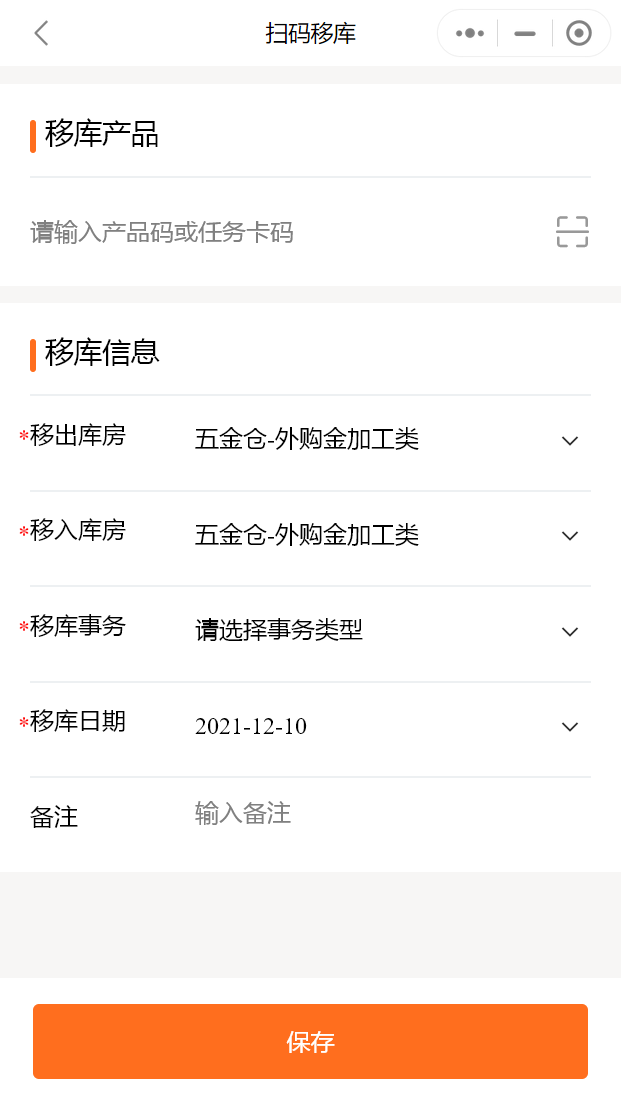 扫码移库
移库产品
请输入产品码或任务卡码
移库信息
*移出库房 五金仓-外购金加工类
*移入库房 五金仓-外购金加工类
*移库事务 请选择事务类型
*移库日期 2021-12-10
备注 输入备注
保存